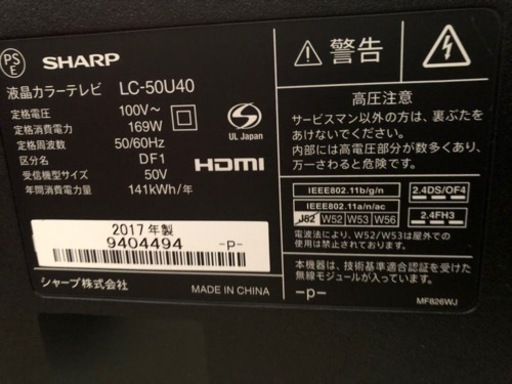 PS
E
SHARP
液晶カラーテレビ LC-50U40
定格電圧 100V~
定格消費電力 169W
定格周波数 50/60Hz
区分名 DF1
受信機型サイズ 50V
年間消費電力量 141kWh/年
UL Japan
HDMI
2017年製
9404494 -P-
シャープ株式会社 MADE IN CHINA
警告
高圧注意
サービスマン以外の方は、裏ぶたを
あけないでください。
内部には高電圧部分が数多くあり、
万一さわると危険です。
IEEE802.11b/g/n 2.4DS/OF4
IEEE802.11a/n/ac
J52 W52 W53 W56 2.4FH3
電波法により、W52/W53は屋外での
使用は禁止されています。
本機器は、技術基準適合認証を受けた
無線モジュールが入っています。
-p- MF826WJ